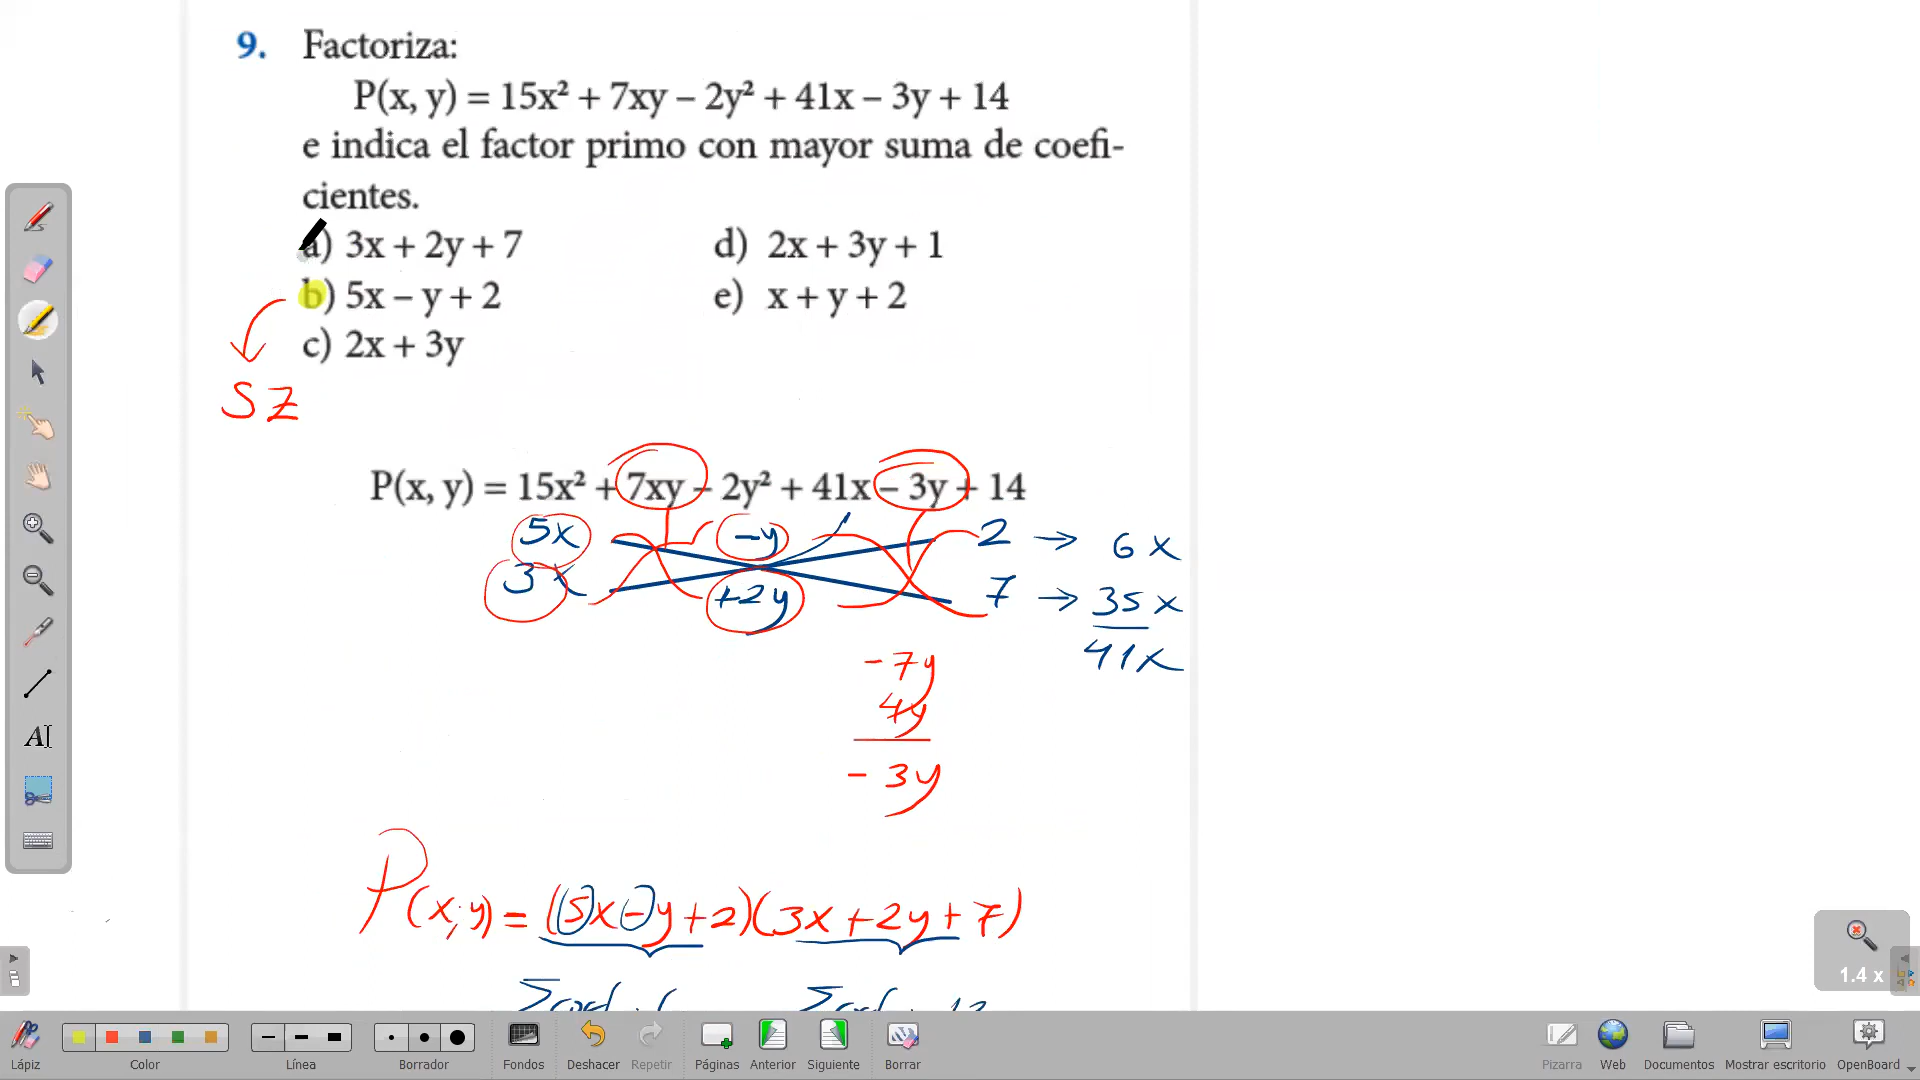 9. Factoriza:
P(x, y) = 15x² + 7xy – 2y² + 41x – 3y + 14
e indica el factor primo con mayor suma de coefi-
cientes.
a) 3x + 2y + 7
d) 2x + 3y + 1
b) 5x – y + 2
e) x + y + 2
c) 2x + 3y
SZ
P(x, y) = 15x² + 7xy – 2y² + 41x – 3y + 14
5x -y 2 → 6x
3x +2y 7 → 35x
41x
-7y
4y
-3y
P(x;y) = (5x-y+2)(3x+2y+7)
1.4 x
Lápiz
Color
Línea
Borrador
Fondos
Deshacer
Repetir
Páginas
Anterior
Siguiente
Borrar
Pizarra
Web
Documentos
Mostrar escritorio
OpenBoard